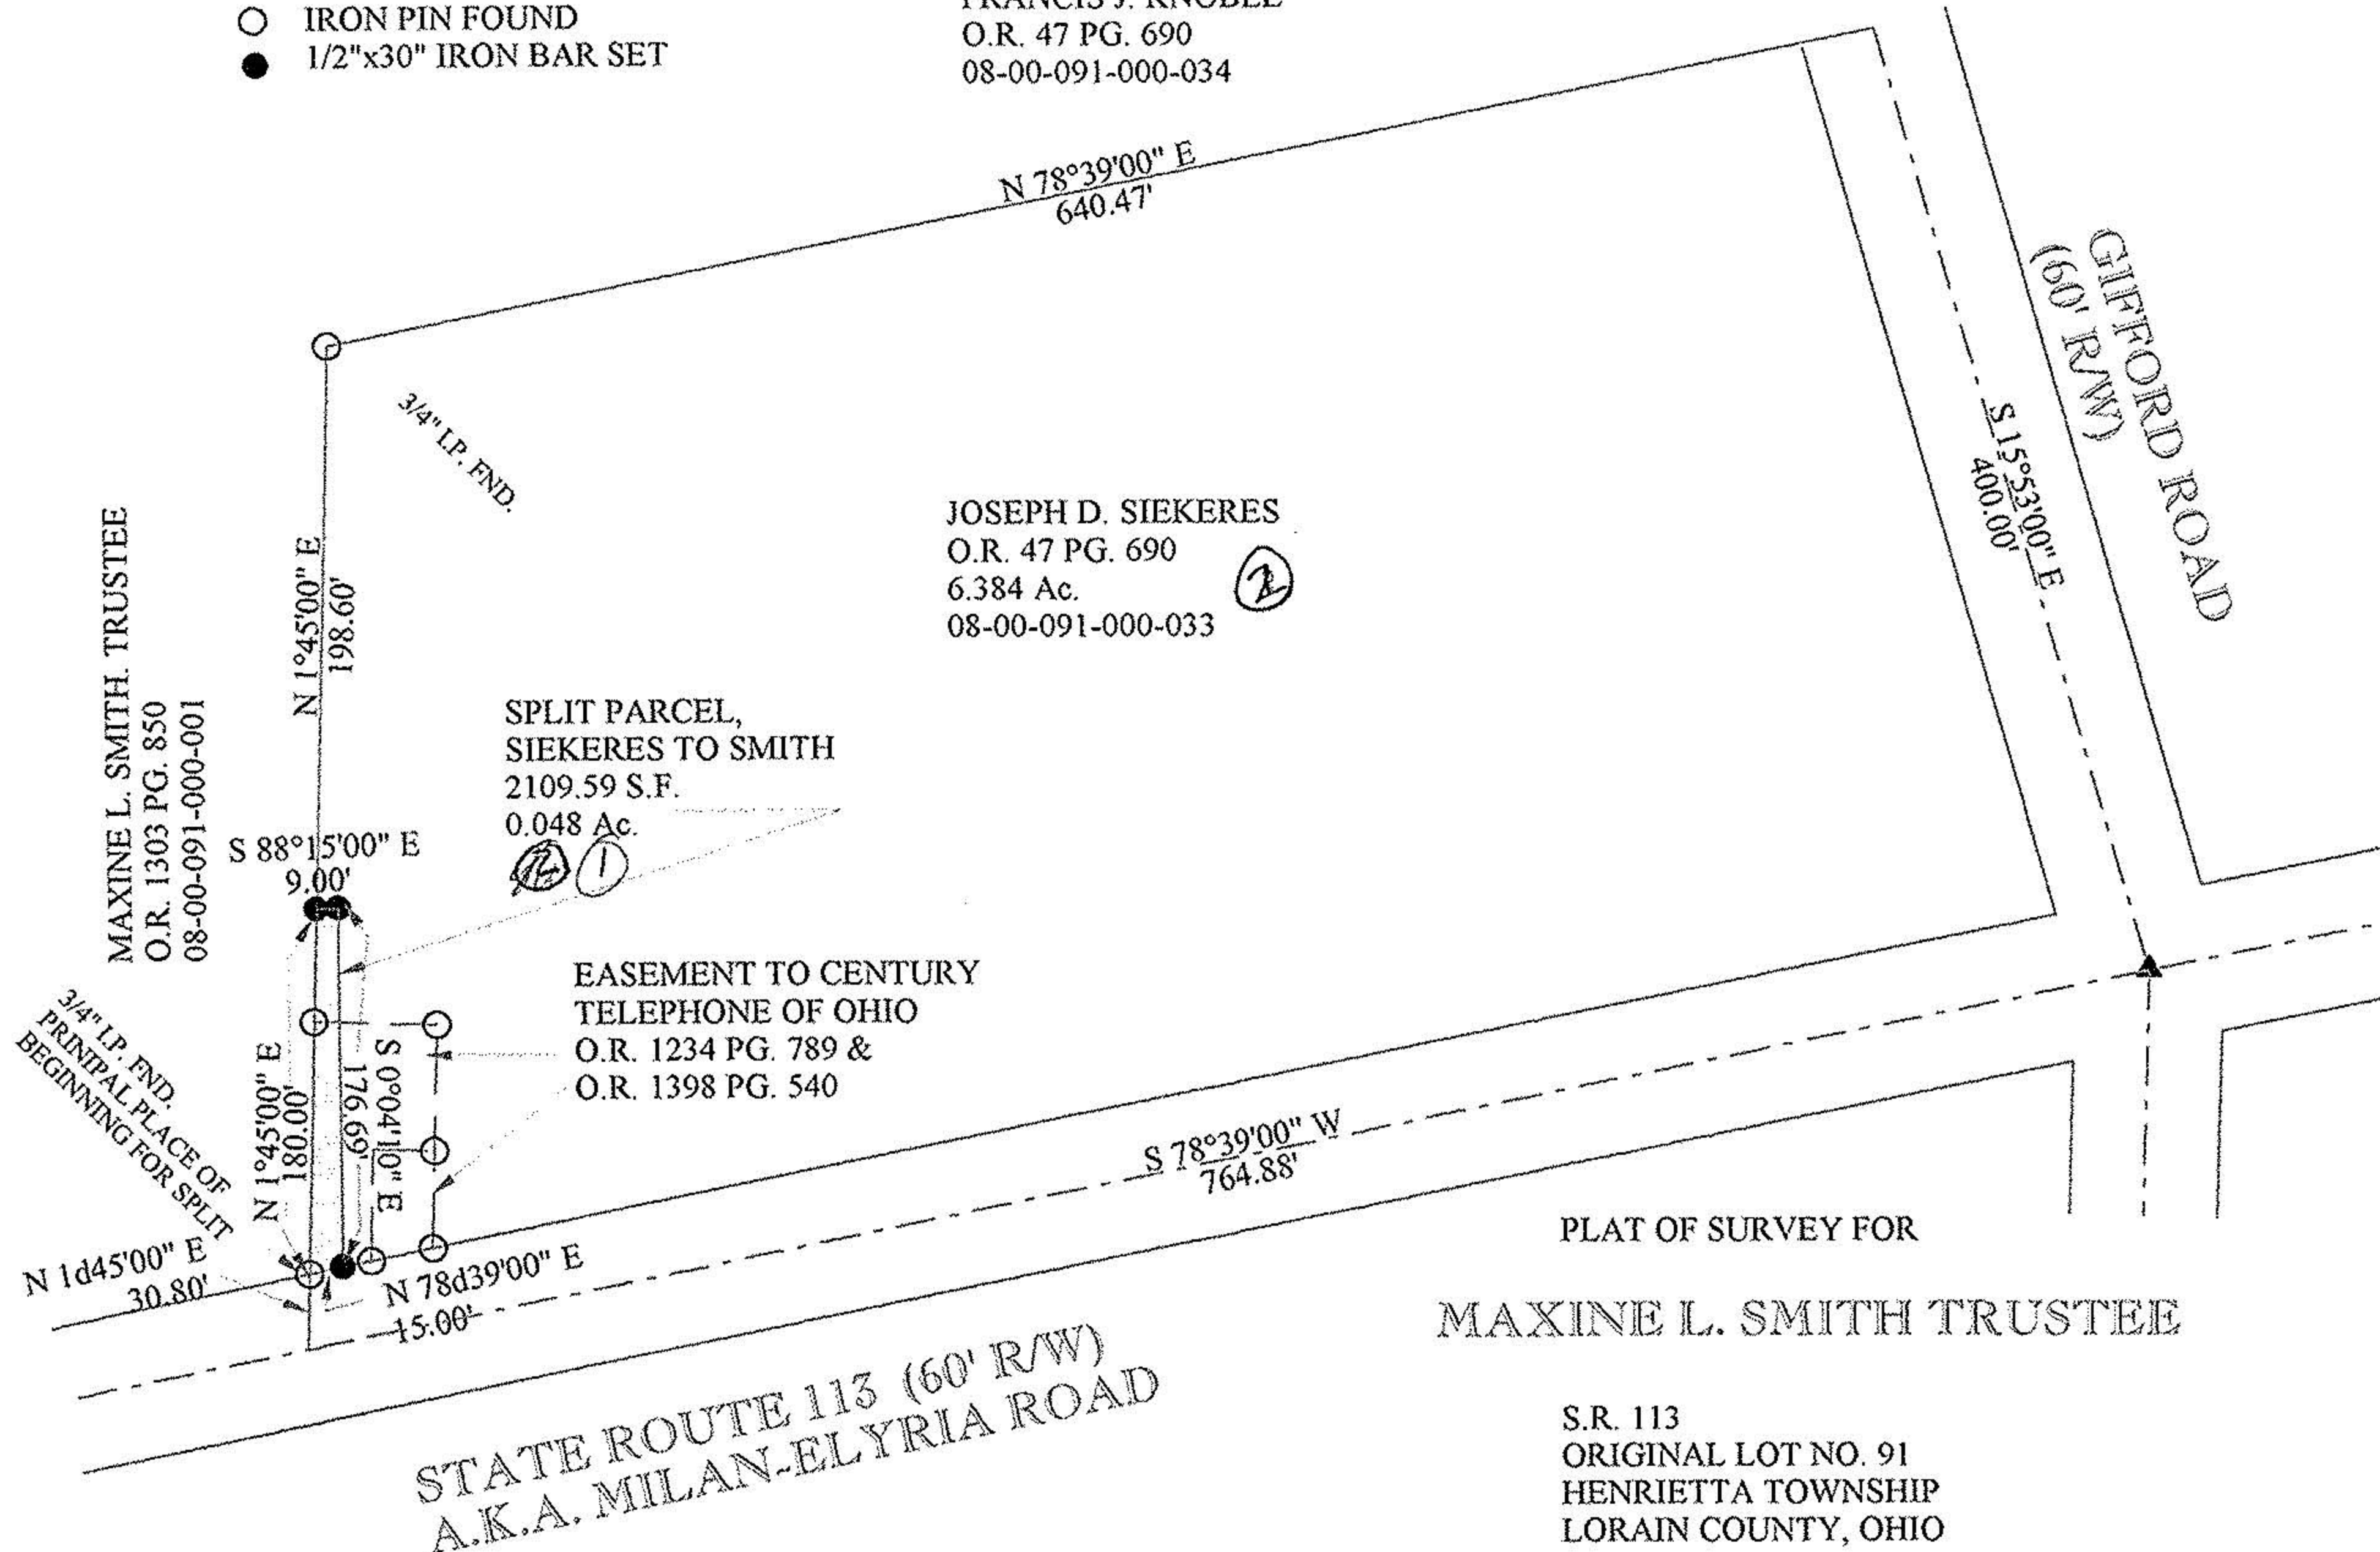 IRON PIN FOUND
1/2"x30" IRON BAR SET
FRANCIS J. KNOBLE
O.R. 47 PG. 690
08-00-091-000-034
N 78°39'00" E
640.47'
GIFFORD ROAD
(60' R/W)
S 15°53'00" E
400.00'
3/4" I.P. FND.
JOSEPH D. SIEKERES
O.R. 47 PG. 690
6.384 Ac.
08-00-091-000-033
2
N 1°45'00" E
198.60'
MAXINE L. SMITH. TRUSTEE
O.R. 1303 PG. 850
08-00-091-000-001
SPLIT PARCEL,
SIEKERES TO SMITH
2109.59 S.F.
0.048 Ac.
1
S 88°15'00" E
9.00'
EASEMENT TO CENTURY
TELEPHONE OF OHIO
O.R. 1234 PG. 789 &
O.R. 1398 PG. 540
3/4" I.P. FND.
PRINIPAL PLACE OF
BEGINNING FOR SPLIT
N 1°45'00" E
180.00'
S 0°04'10" E
176.69'
N 1d45'00" E
30.80'
N 78d39'00" E
15.00'
S 78°39'00" W
764.88'
STATE ROUTE 113 (60' R/W)
A.K.A. MILAN-ELYRIA ROAD
PLAT OF SURVEY FOR
MAXINE L. SMITH TRUSTEE
S.R. 113
ORIGINAL LOT NO. 91
HENRIETTA TOWNSHIP
LORAIN COUNTY, OHIO